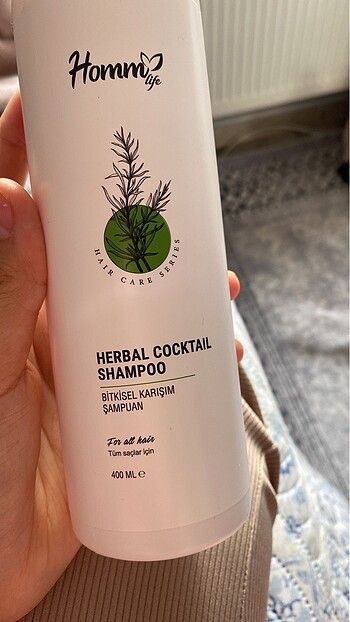 Homm
life
HAIR CARE SERIES
HERBAL COCKTAIL
SHAMPOO
BİTKİSEL KARIŞIM
ŞAMPUAN
For all hair
Tüm saçlar için
400 ML ℮